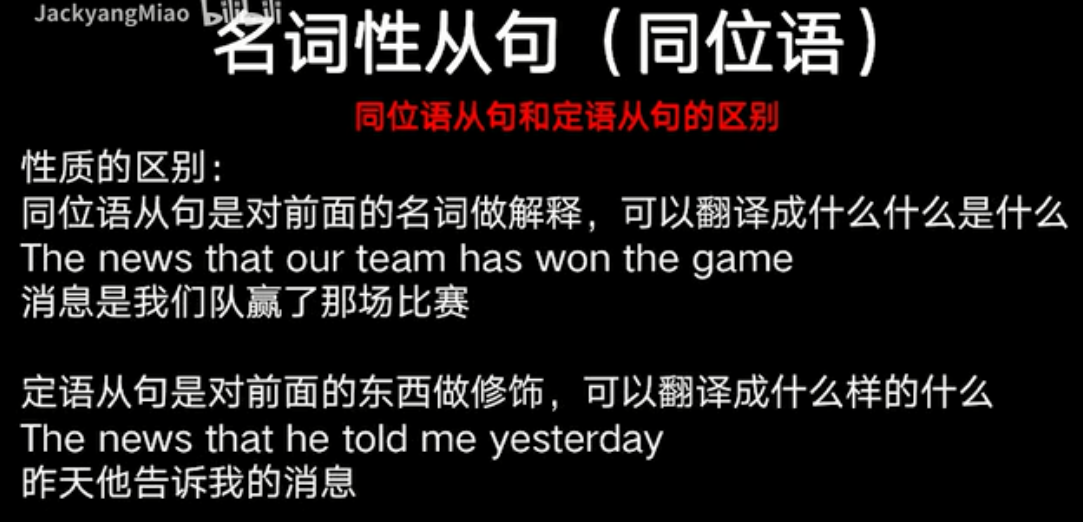 JackyangMiao bilibili
名词性从句（同位语）
同位语从句和定语从句的区别
性质的区别：
同位语从句是对前面的名词做解释，可以翻译成什么什么是什么
The news that our team has won the game
消息是我们队赢了那场比赛
定语从句是对前面的东西做修饰，可以翻译成什么样的什么
The news that he told me yesterday
昨天他告诉我的消息